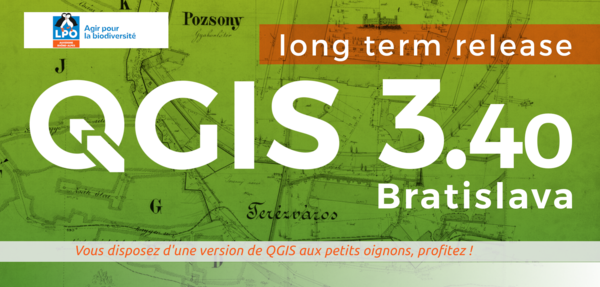 Pozsony
LPO
Agir pour
la biodiversité
long term release
J
K
QGIS 3.40
Bratislava
G
Terézváros
Vous disposez d'une version de QGIS aux petits oignons, profitez !